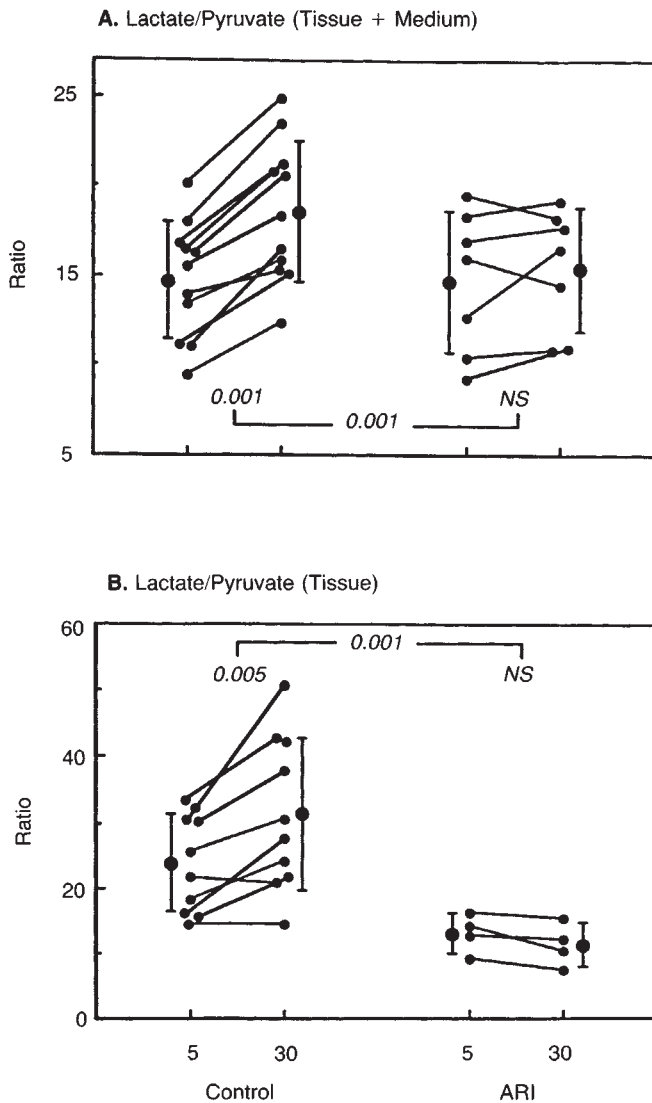 A. Lactate/Pyruvate (Tissue + Medium)
25
15
5
Ratio
0.001
NS
0.001
B. Lactate/Pyruvate (Tissue)
60
40
20
0
Ratio
0.001
0.005
NS
5 30 5 30
Control ARI